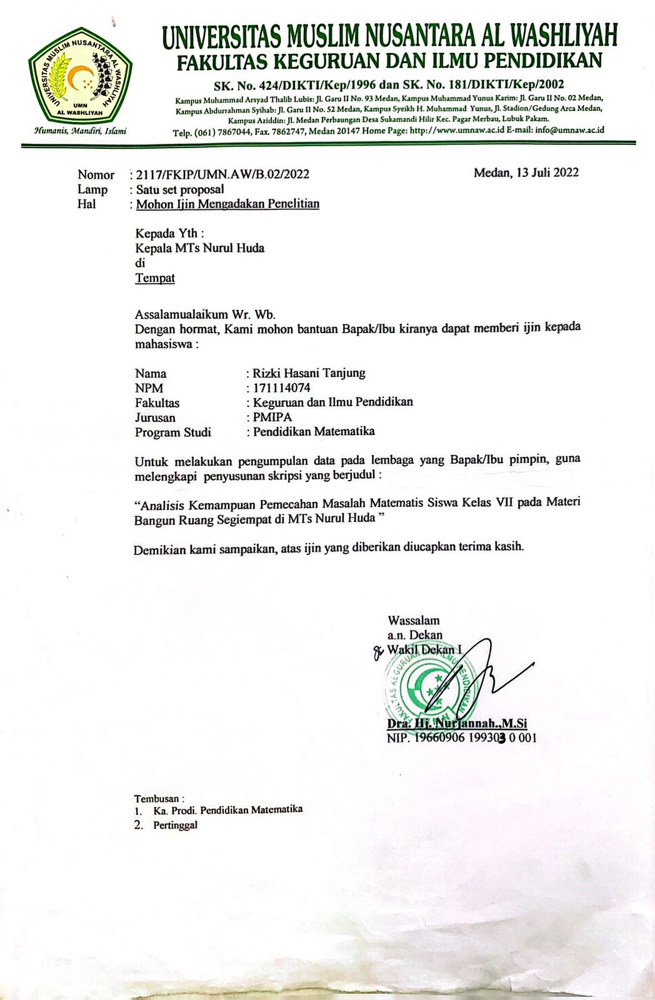 UNIVERSITAS MUSLIM NUSANTARA AL WASHLIYAH
UMN
AL WASHLIYAH
Humanis, Mandiri, Islami
UNIVERSITAS MUSLIM NUSANTARA AL WASHLIYAH
FAKULTAS KEGURUAN DAN ILMU PENDIDIKAN
SK. No. 424/DIKTI/Kep/1996 dan SK. No. 181/DIKTI/Kep/2002
Kampus Muhammad Arsyad Thalib Lubis: Jl. Garu II No. 93 Medan, Kampus Muhammad Yunus Karim: Jl. Garu II No. 02 Medan,
Kampus Abdurrahman Syihab: Jl. Garu II No. 52 Medan, Kampus Syeikh H. Muhammad Yunus, Jl. Stadion/Gedung Arca Medan,
Kampus Aziddin: Jl. Medan Perbaungan Desa Sukamandi Hilir Kec. Pagar Merbau, Lubuk Pakam.
Telp. (061) 7867044, Fax. 7862747, Medan 20147 Home Page: http://www.umnaw.ac.id E-mail: info@umnaw.ac.id
Nomor : 2117/FKIP/UMN.AW/B.02/2022 Medan, 13 Juli 2022
Lamp : Satu set proposal
Hal : Mohon Ijin Mengadakan Penelitian
Kepada Yth :
Kepala MTs Nurul Huda
di
Tempat
Assalamualaikum Wr. Wb.
Dengan hormat, Kami mohon bantuan Bapak/Ibu kiranya dapat memberi ijin kepada
mahasiswa :
Nama : Rizki Hasani Tanjung
NPM : 171114074
Fakultas : Keguruan dan Ilmu Pendidikan
Jurusan : PMIPA
Program Studi : Pendidikan Matematika
Untuk melakukan pengumpulan data pada lembaga yang Bapak/Ibu pimpin, guna
melengkapi penyusunan skripsi yang berjudul :
“Analisis Kemampuan Pemecahan Masalah Matematis Siswa Kelas VII pada Materi
Bangun Ruang Segiempat di MTs Nurul Huda ”
Demikian kami sampaikan, atas ijin yang diberikan diucapkan terima kasih.
Wassalam
a.n. Dekan
Wakil Dekan I
FAKULTAS KEGURUAN ILMU PENDIDIKAN
Dra. Hj. Nurjannah.,M.Si
NIP. 19660906 199303 0 001
Tembusan :
1. Ka. Prodi. Pendidikan Matematika
2. Pertinggal